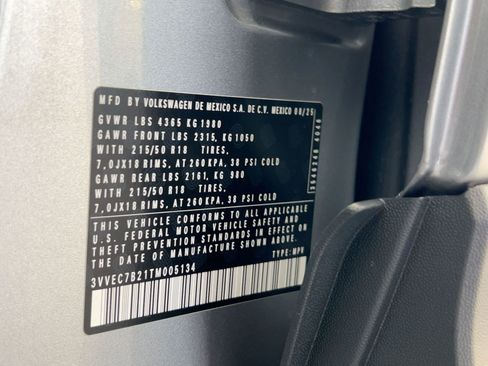 MFD BY VOLKSWAGEN DE MEXICO S.A. DE C.V. MEXICO 08/25
GVWR LBS 4365 KG 1980
GAWR FRONT LBS 2315, KG 1050
WITH 215/50 R18 TIRES,
7,0JX18 RIMS, AT 260 KPA, 38 PSI COLD
GAWR REAR LBS 2161, KG 980
WITH 215/50 R18 TIRES,
7,0JX18 RIMS, AT 260 KPA, 38 PSI COLD
THIS VEHICLE CONFORMS TO ALL APPLICABLE
U.S. FEDERAL MOTOR VEHICLE SAFETY AND
THEFT PREVENTION STANDARDS IN EFFECT ON
THE DATE OF MANUFACTURE SHOWN ABOVE.
3VVEC7B21TM005134 TYPE: MPV